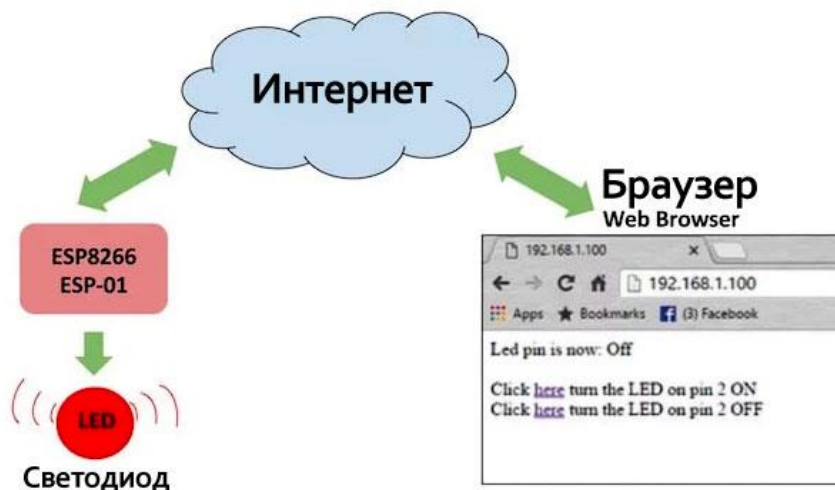 Интернет
ESP8266
ESP-01
LED
Светодиод
Браузер
Web Browser
192.168.1.100
192.168.1.100
Apps Bookmarks (3) Facebook
Led pin is now: Off
Click here turn the LED on pin 2 ON
Click here turn the LED on pin 2 OFF